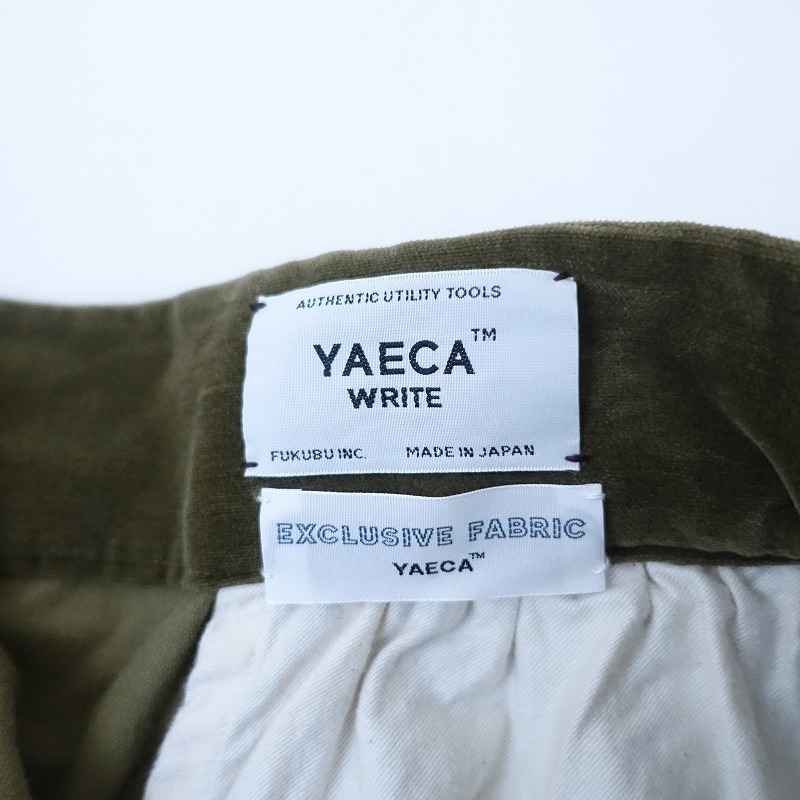 AUTHENTIC UTILITY TOOLS
YAECA™
WRITE
FUKUBU INC. MADE IN JAPAN
EXCLUSIVE FABRIC
YAECA™